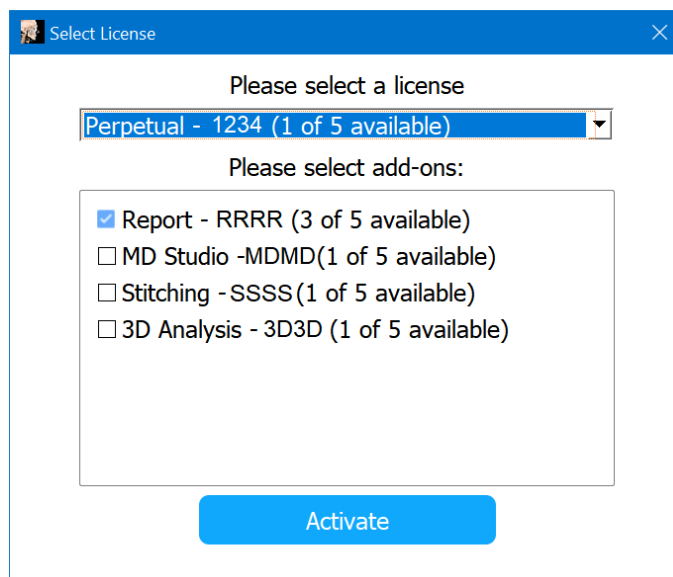 Select License
Please select a license
Perpetual - 1234 (1 of 5 available)
Please select add-ons:
Report - RRRR (3 of 5 available)
MD Studio -MDMD(1 of 5 available)
Stitching -SSSS(1 of 5 available)
3D Analysis - 3D3D (1 of 5 available)
Activate